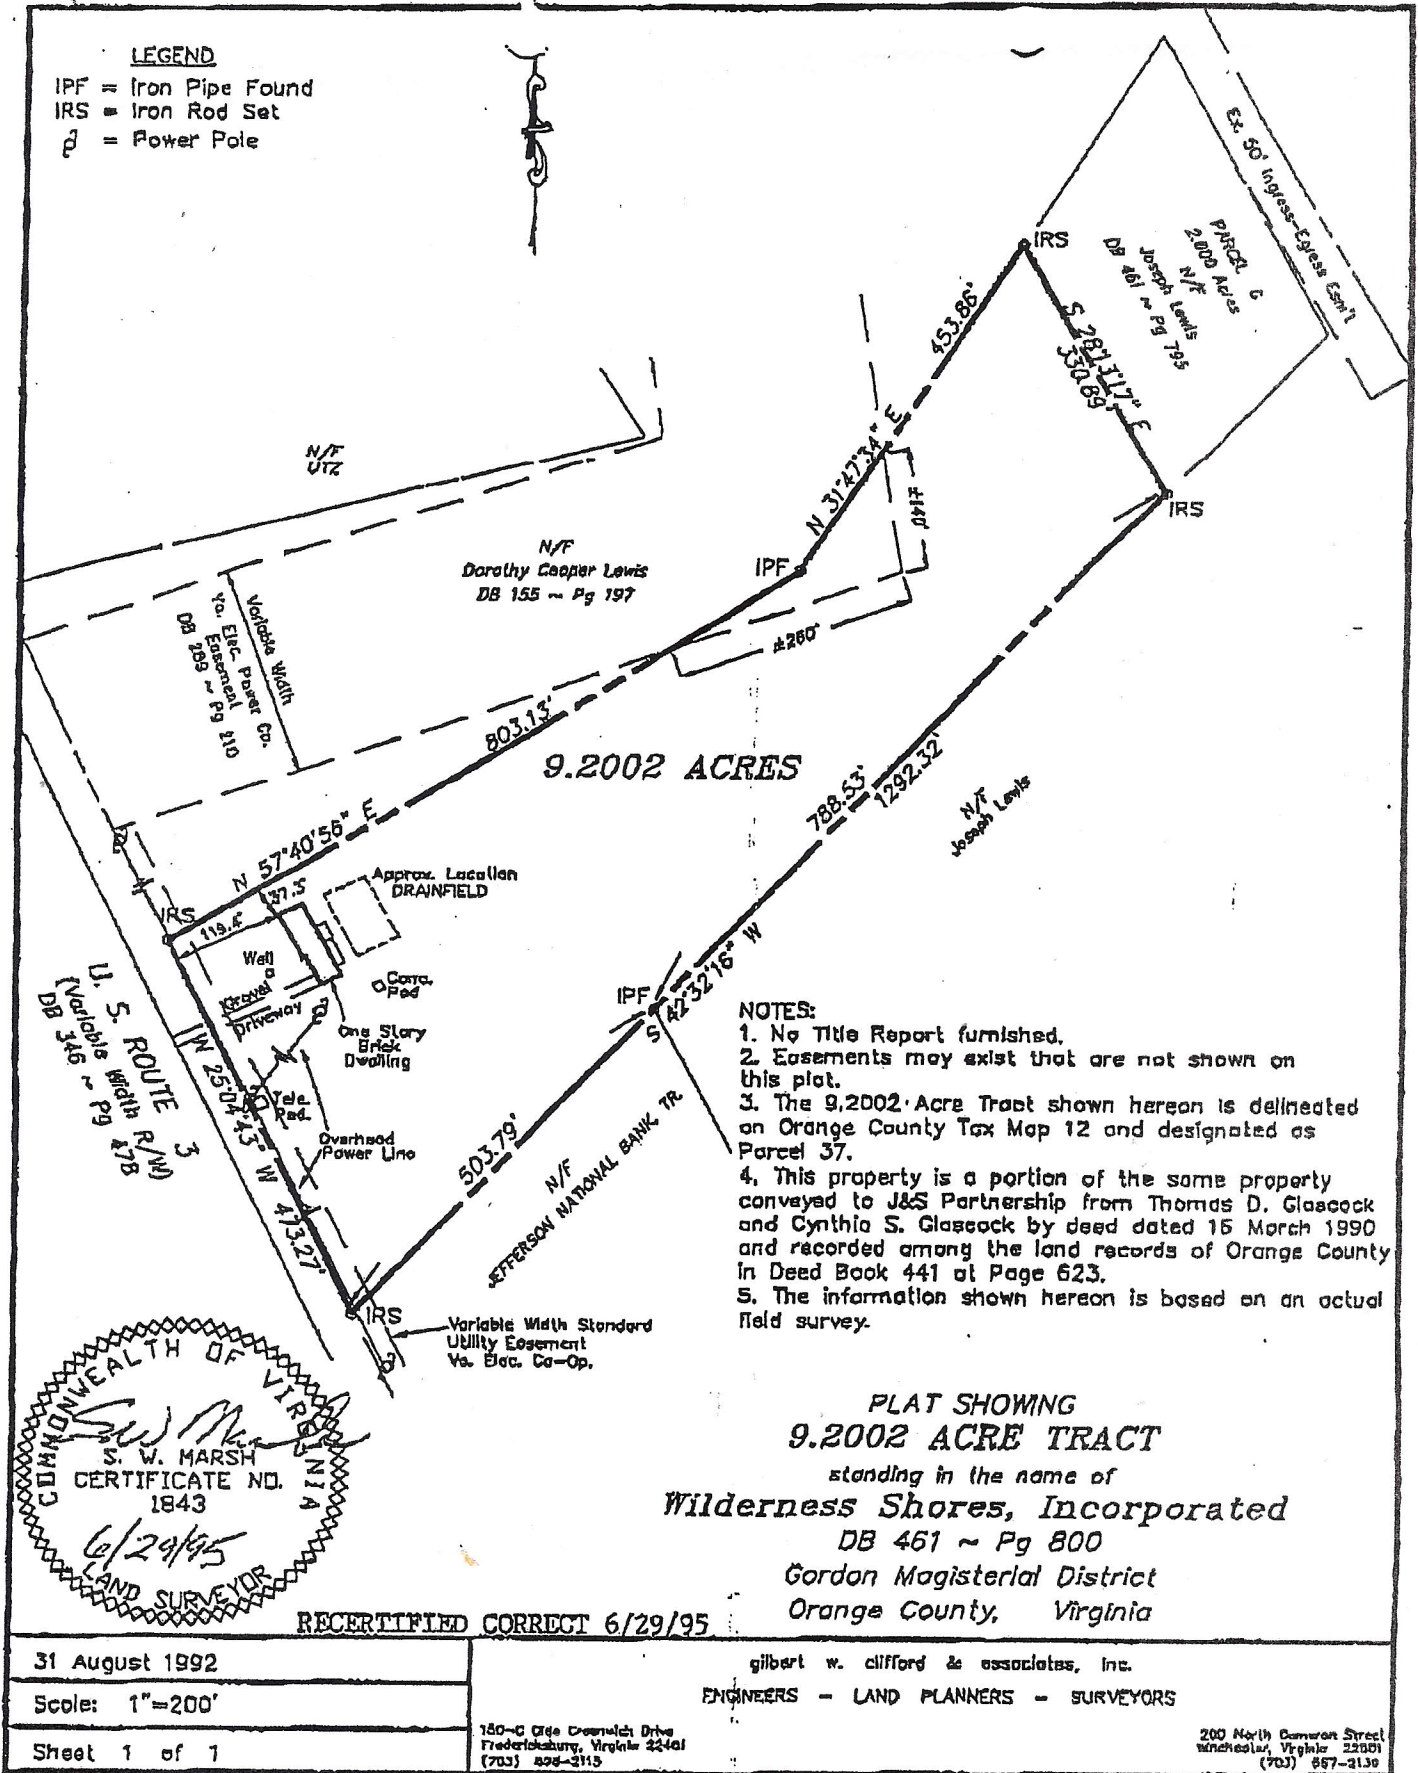 LEGEND
IPF = Iron Pipe Found
IRS = Iron Rod Set
= Power Pole
Ex. 50' Ingress-Egress Esm't
PARCEL G
2.000 Acres
N/F
Joseph Lewis
DB 461 ~ Pg 795
IRS
453.86'
S 28°13'17" E
330.89'
N 31°47'34" E
±140'
IRS
N/F
UTZ
N/F
Dorothy Cooper Lewis
DB 155 ~ Pg 197
IPF
±260'
Variable Width
Va. Elec. Power Co.
Easement
DB 289 ~ Pg 210
803.13'
9.2002 ACRES
788.53'
1292.32'
N/F
Joseph Lewis
N 57°40'56" E
37.5
119.4'
Approx. Location
DRAINFIELD
IRS
Well
Gravel
Driveway
Conc.
Pad
One Story
Brick
Dwelling
U. S. ROUTE 3
(Variable Width R/W)
DB 346 ~ Pg 478
Tele.
Ped.
Overhead
Power Line
N 25°04'43" W 473.27'
IPF
S 42°32'16" W
503.79'
N/F
JEFFERSON NATIONAL BANK, TR
IRS
Variable Width Standard
Utility Easement
Va. Elec. Co-Op.
NOTES:
1. No Title Report furnished.
2. Easements may exist that are not shown on
this plat.
3. The 9.2002 Acre Tract shown hereon is delineated
on Orange County Tax Map 12 and designated as
Parcel 37.
4. This property is a portion of the same property
conveyed to J&S Partnership from Thomas D. Glascock
and Cynthia S. Glascock by deed dated 16 March 1990
and recorded among the land records of Orange County
in Deed Book 441 at Page 623.
5. The information shown hereon is based on an actual
field survey.
COMMONWEALTH OF VIRGINIA
S. W. MARSH
CERTIFICATE NO.
1843
6/29/95
LAND SURVEYOR
PLAT SHOWING
9.2002 ACRE TRACT
standing in the name of
Wilderness Shores, Incorporated
DB 461 ~ Pg 800
Gordon Magisterial District
Orange County, Virginia
RECERTIFIED CORRECT 6/29/95
31 August 1992
Scale: 1"=200'
Sheet 1 of 1
gilbert w. clifford & associates, inc.
ENGINEERS - LAND PLANNERS - SURVEYORS
150-C Olde Greenwich Drive
Fredericksburg, Virginia 22401
(703)
200 North Cameron Street
Winchester, Virginia 22601
(703) 667-2139